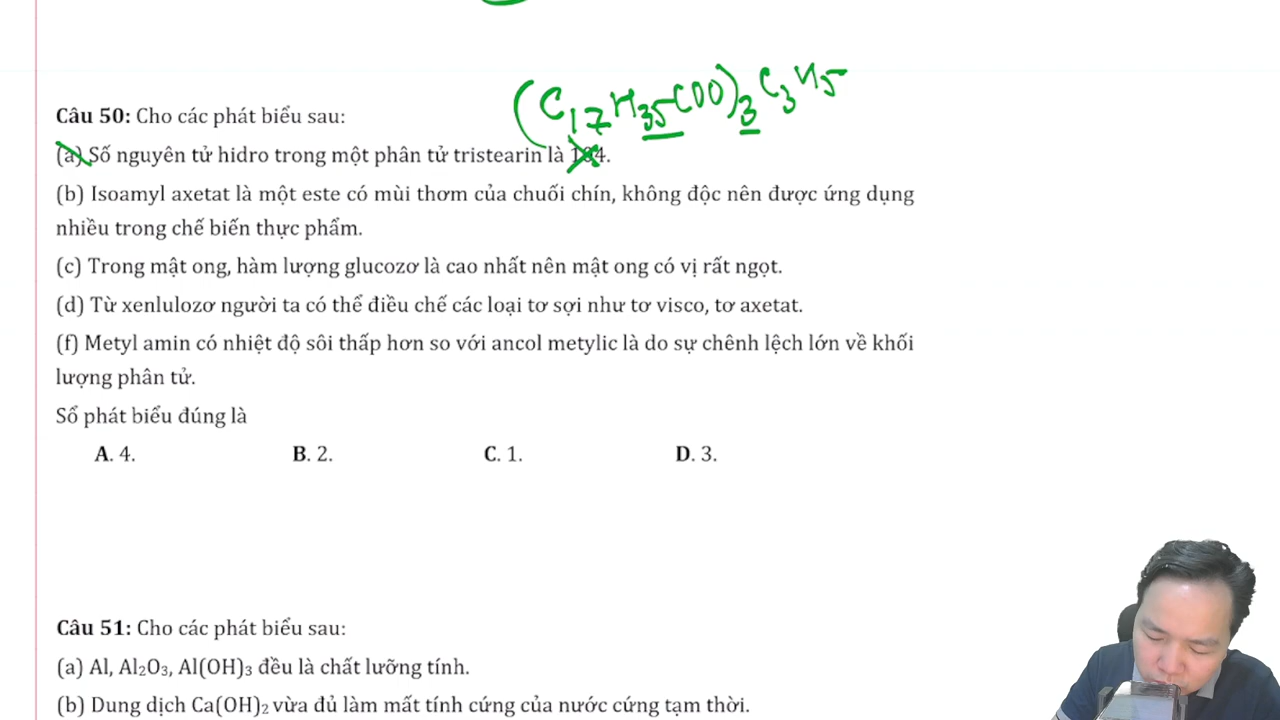 (C17H35COO)3C3H5
Câu 50: Cho các phát biểu sau:
(a) Số nguyên tử hidro trong một phân tử tristearin là 104.
(b) Isoamyl axetat là một este có mùi thơm của chuối chín, không độc nên được ứng dụng
nhiều trong chế biến thực phẩm.
(c) Trong mật ong, hàm lượng glucozơ là cao nhất nên mật ong có vị rất ngọt.
(d) Từ xenlulozơ người ta có thể điều chế các loại tơ sợi như tơ visco, tơ axetat.
(f) Metyl amin có nhiệt độ sôi thấp hơn so với ancol metylic là do sự chênh lệch lớn về khối
lượng phân tử.
Số phát biểu đúng là
A. 4. B. 2. C. 1. D. 3.
Câu 51: Cho các phát biểu sau:
(a) Al, Al2O3, Al(OH)3 đều là chất lưỡng tính.
(b) Dung dịch Ca(OH)2 vừa đủ làm mất tính cứng của nước cứng tạm thời.